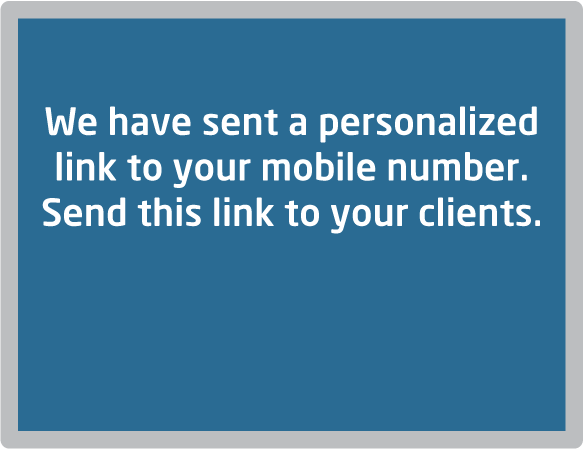 We have sent a personalized
link to your mobile number.
Send this link to your clients.